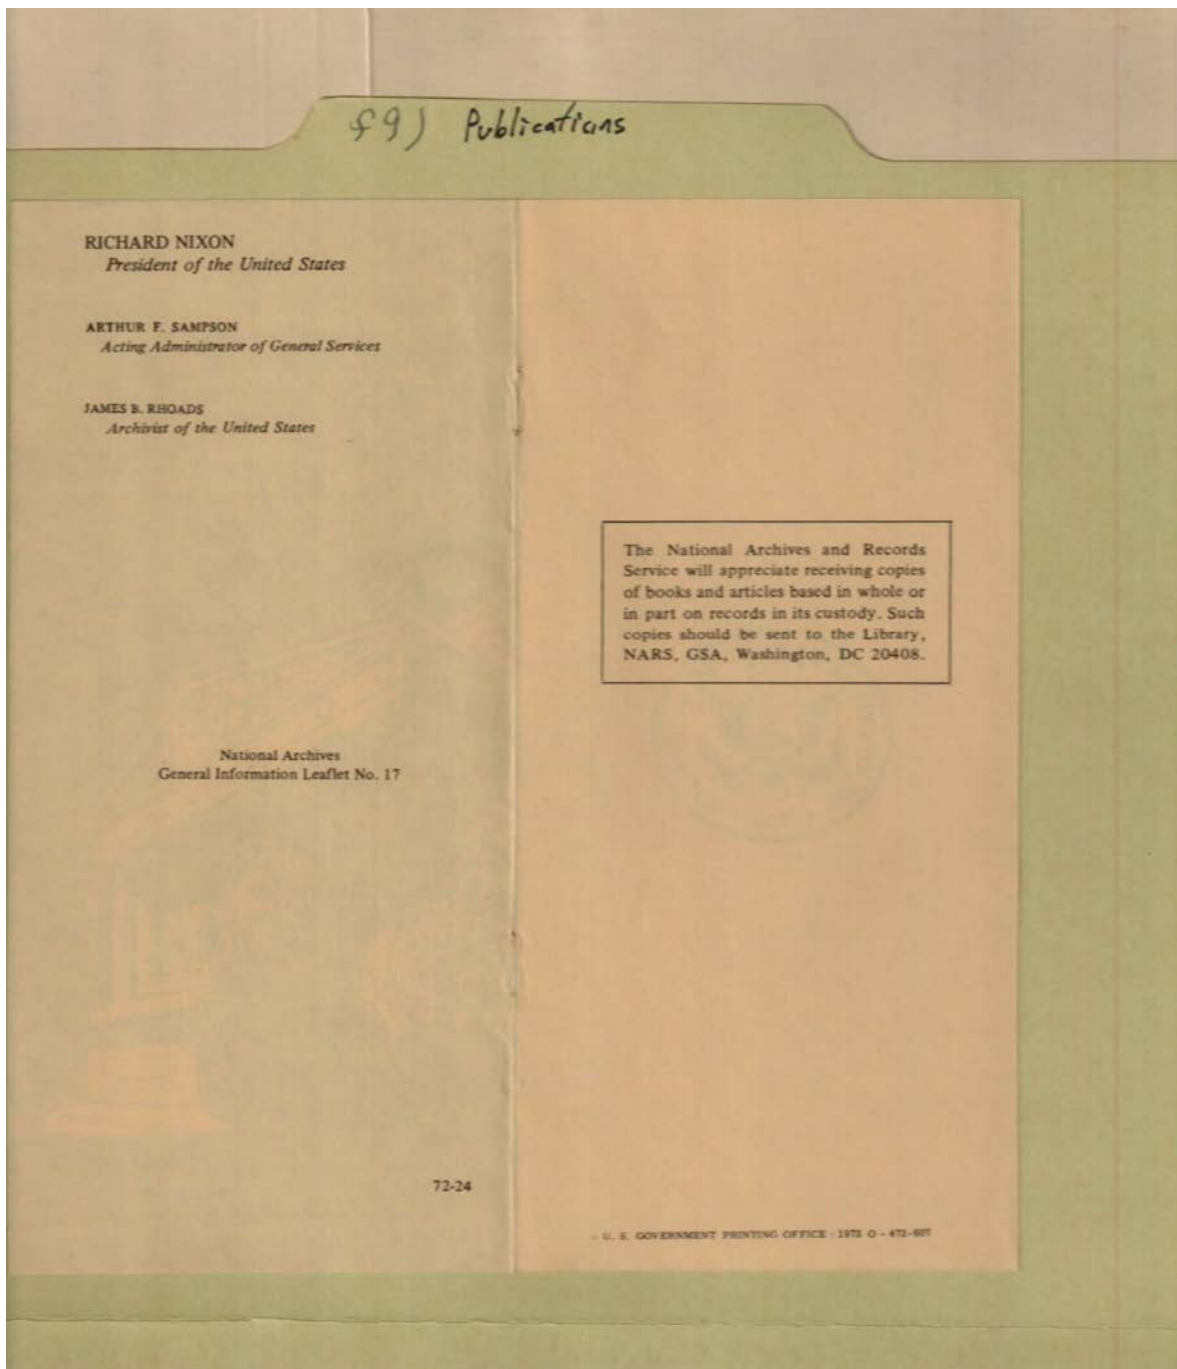 f9) Publications
RICHARD NIXON
President of the United States
ARTHUR F. SAMPSON
Acting Administrator of General Services
JAMES B. RHOADS
Archivist of the United States
National Archives
General Information Leaflet No. 17
72-24
The National Archives and Records
Service will appreciate receiving copies
of books and articles based in whole or
in part on records in its custody. Such
copies should be sent to the Library,
NARS, GSA, Washington, DC 20408.
U. S. GOVERNMENT PRINTING OFFICE :